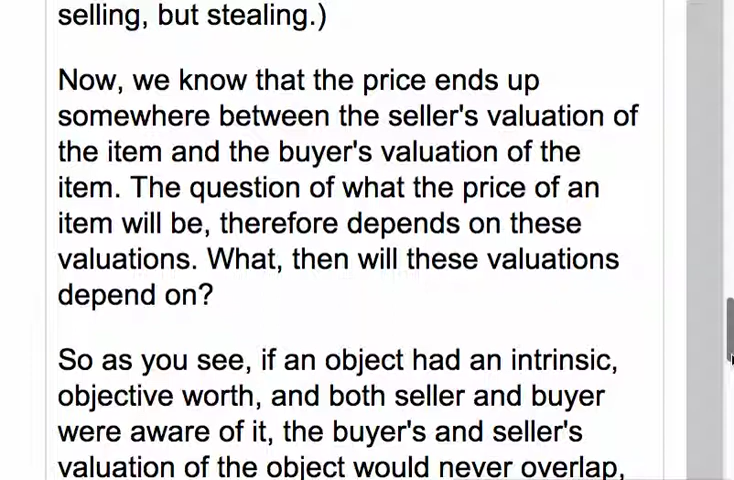 selling, but stealing.)
Now, we know that the price ends up
somewhere between the seller's valuation of
the item and the buyer's valuation of the
item. The question of what the price of an
item will be, therefore depends on these
valuations. What, then will these valuations
depend on?
So as you see, if an object had an intrinsic,
objective worth, and both seller and buyer
were aware of it, the buyer's and seller's
valuation of the object would never overlap,